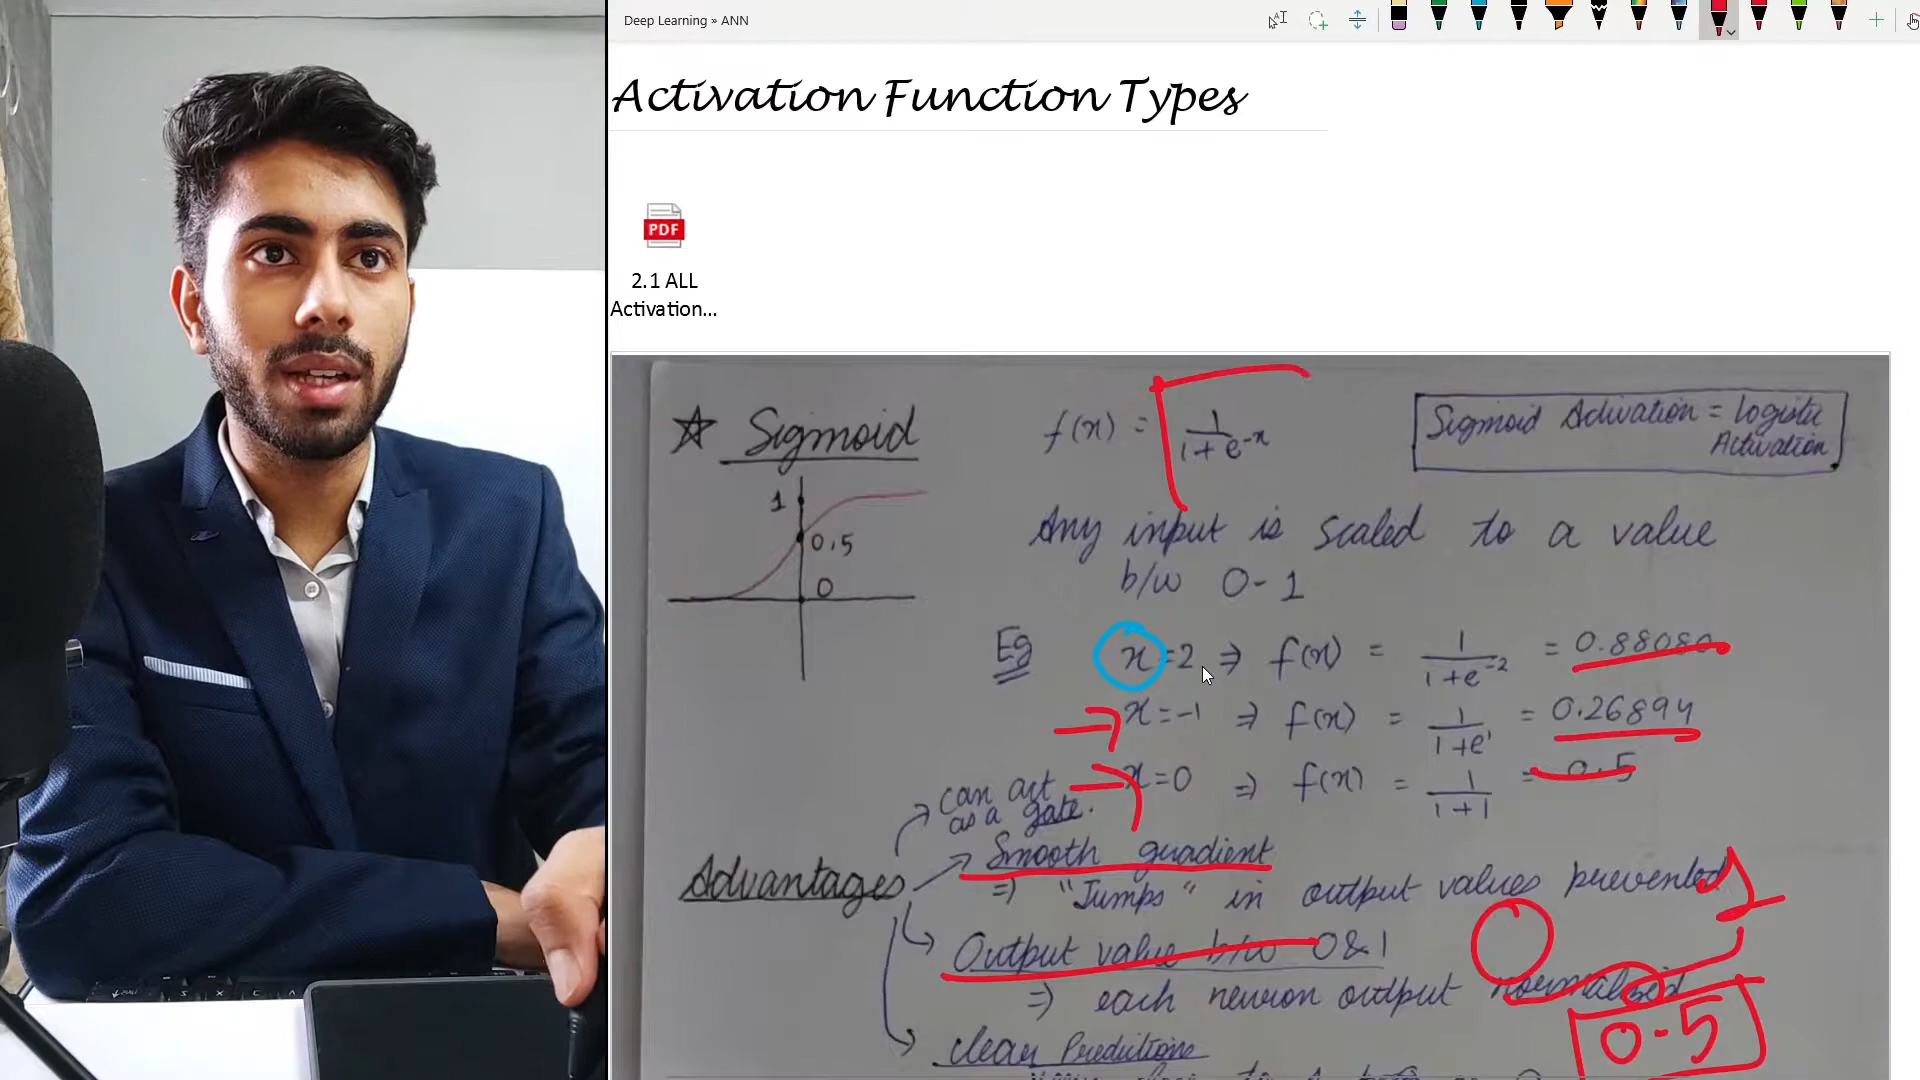 Deep Learning » ANN
Activation Function Types
PDF
2.1 ALL
Activation...
☆ Sigmoid
f(x) = 1 / 1+e-x
Sigmoid Activation = Logistic
Activation
1
0.5
0
Any input is scaled to a value
b/w 0-1
Eg x=2 ⇒ f(x) = 1 / 1+e-2 = 0.88080
x=-1 ⇒ f(x) = 1 / 1+e1 = 0.26894
x=0 ⇒ f(x) = 1 / 1+1 = 0.5
can act
as a gate.
Advantages
Smooth gradient
⇒ "Jumps" in output values prevented
1
Output value b/w 0&1
⇒ each neuron output normalised
0.5
Clear Predictions